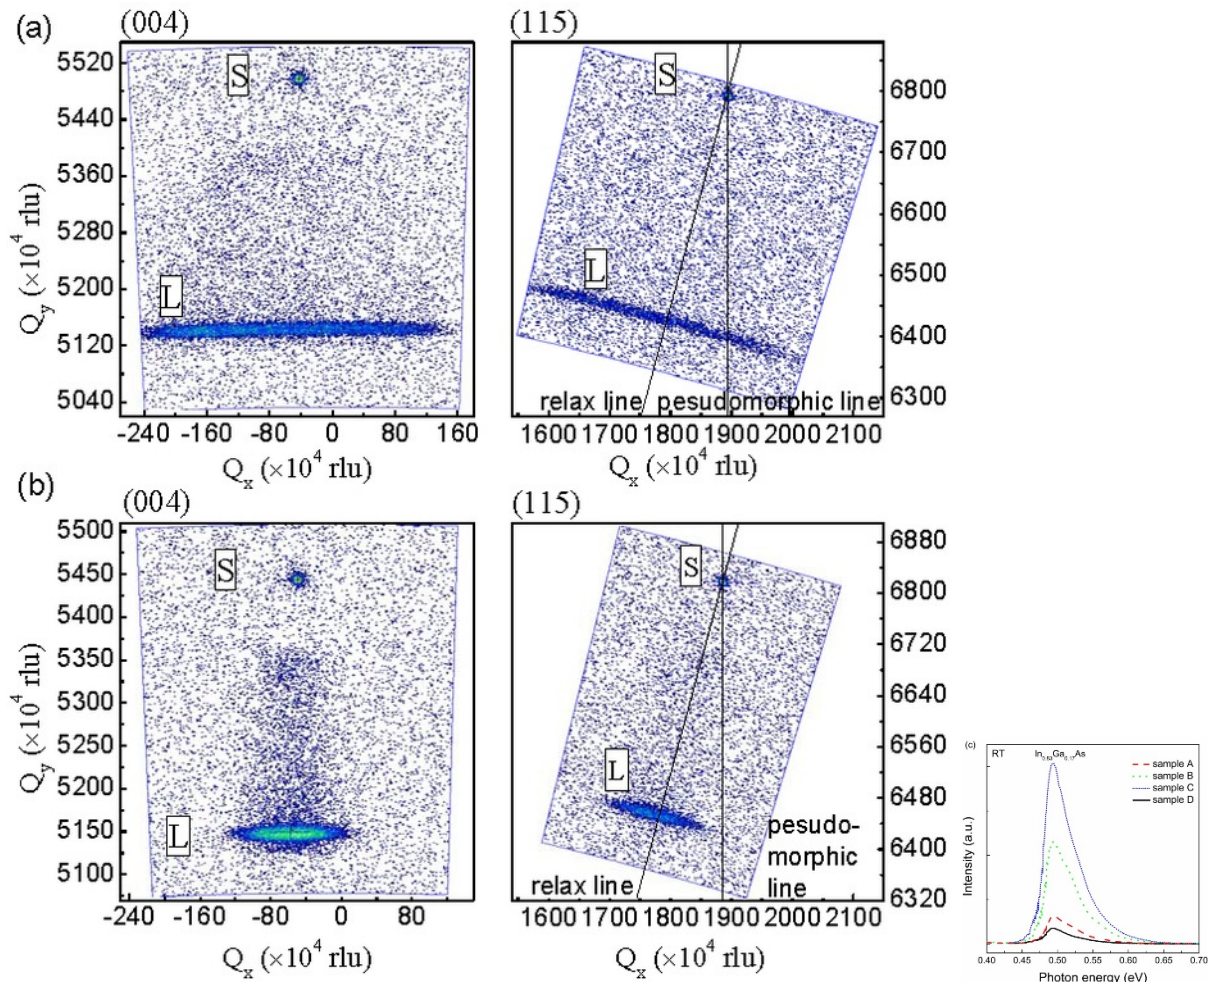 (a)
(004)
(115)
S
S
L
L
5520
5440
5360
5280
5200
5120
5040
Q_y (×10^4 rlu)
6800
6700
6600
6500
6400
6300
relax line
pesudomorphic line
-240 -160 -80 0 80 160
1600 1700 1800 1900 2000 2100
Q_x (×10^4 rlu)
Q_x (×10^4 rlu)
(b)
(004)
(115)
S
S
L
L
5500
5450
5400
5350
5300
5250
5200
5150
5100
Q_y (×10^4 rlu)
6880
6800
6720
6640
6560
6480
6400
6320
relax line
pesudo-
morphic
line
-240 -160 -80 0 80
1600 1700 1800 1900 2000 2100
Q_x (×10^4 rlu)
Q_x (×10^4 rlu)
(c)
RT In0.83Ga0.17As
sample A
sample B
sample C
sample D
Intensity (a.u.)
0.40 0.45 0.50 0.55 0.60 0.65 0.70
Photon energy (eV)